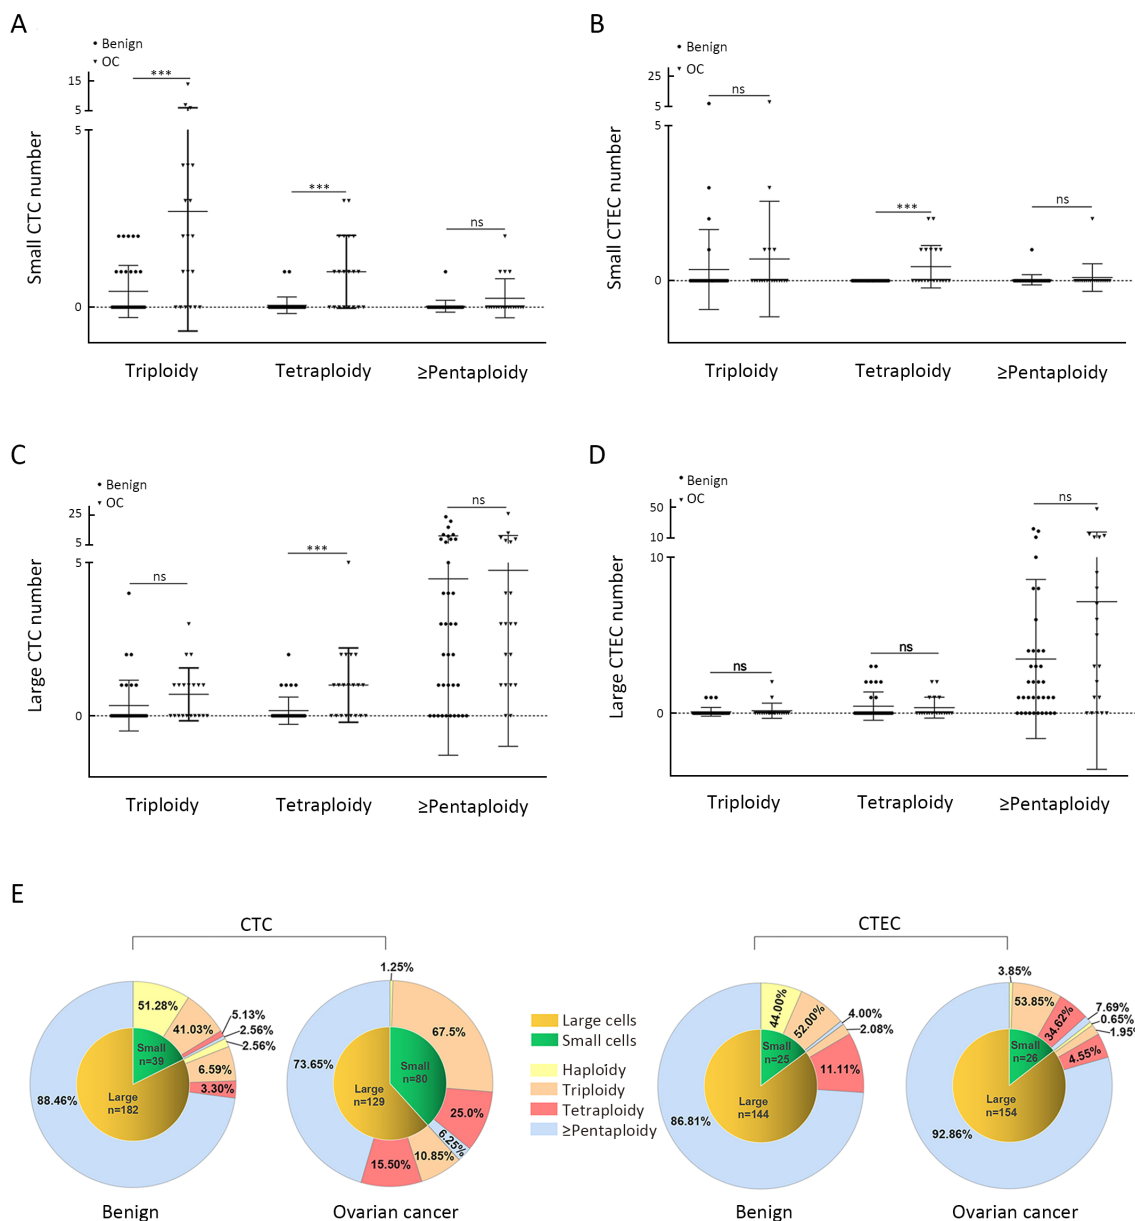 A
Benign
OC
15
5
5
0
Small CTC number
***
***
ns
Triploidy
Tetraploidy
≥Pentaploidy
B
Benign
OC
25
5
5
0
Small CTEC number
ns
***
ns
Triploidy
Tetraploidy
≥Pentaploidy
C
Benign
OC
25
5
5
0
Large CTC number
ns
***
ns
Triploidy
Tetraploidy
≥Pentaploidy
D
Benign
OC
50
10
10
0
Large CTEC number
ns
ns
ns
Triploidy
Tetraploidy
≥Pentaploidy
E
CTC
51.28%
41.03%
5.13%
2.56%
2.56%
6.59%
3.30%
88.46%
Small
n=39
Large
n=182
Benign
1.25%
67.5%
25.0%
6.25%
10.85%
15.50%
73.65%
Small
n=80
Large
n=129
Ovarian cancer
Large cells
Small cells
Haploidy
Triploidy
Tetraploidy
≥Pentaploidy
CTEC
44.00%
52.00%
4.00%
2.08%
11.11%
86.81%
Small
n=25
Large
n=144
Benign
3.85%
53.85%
34.62%
7.69%
0.65%
1.95%
4.55%
92.86%
Small
n=26
Large
n=154
Ovarian cancer